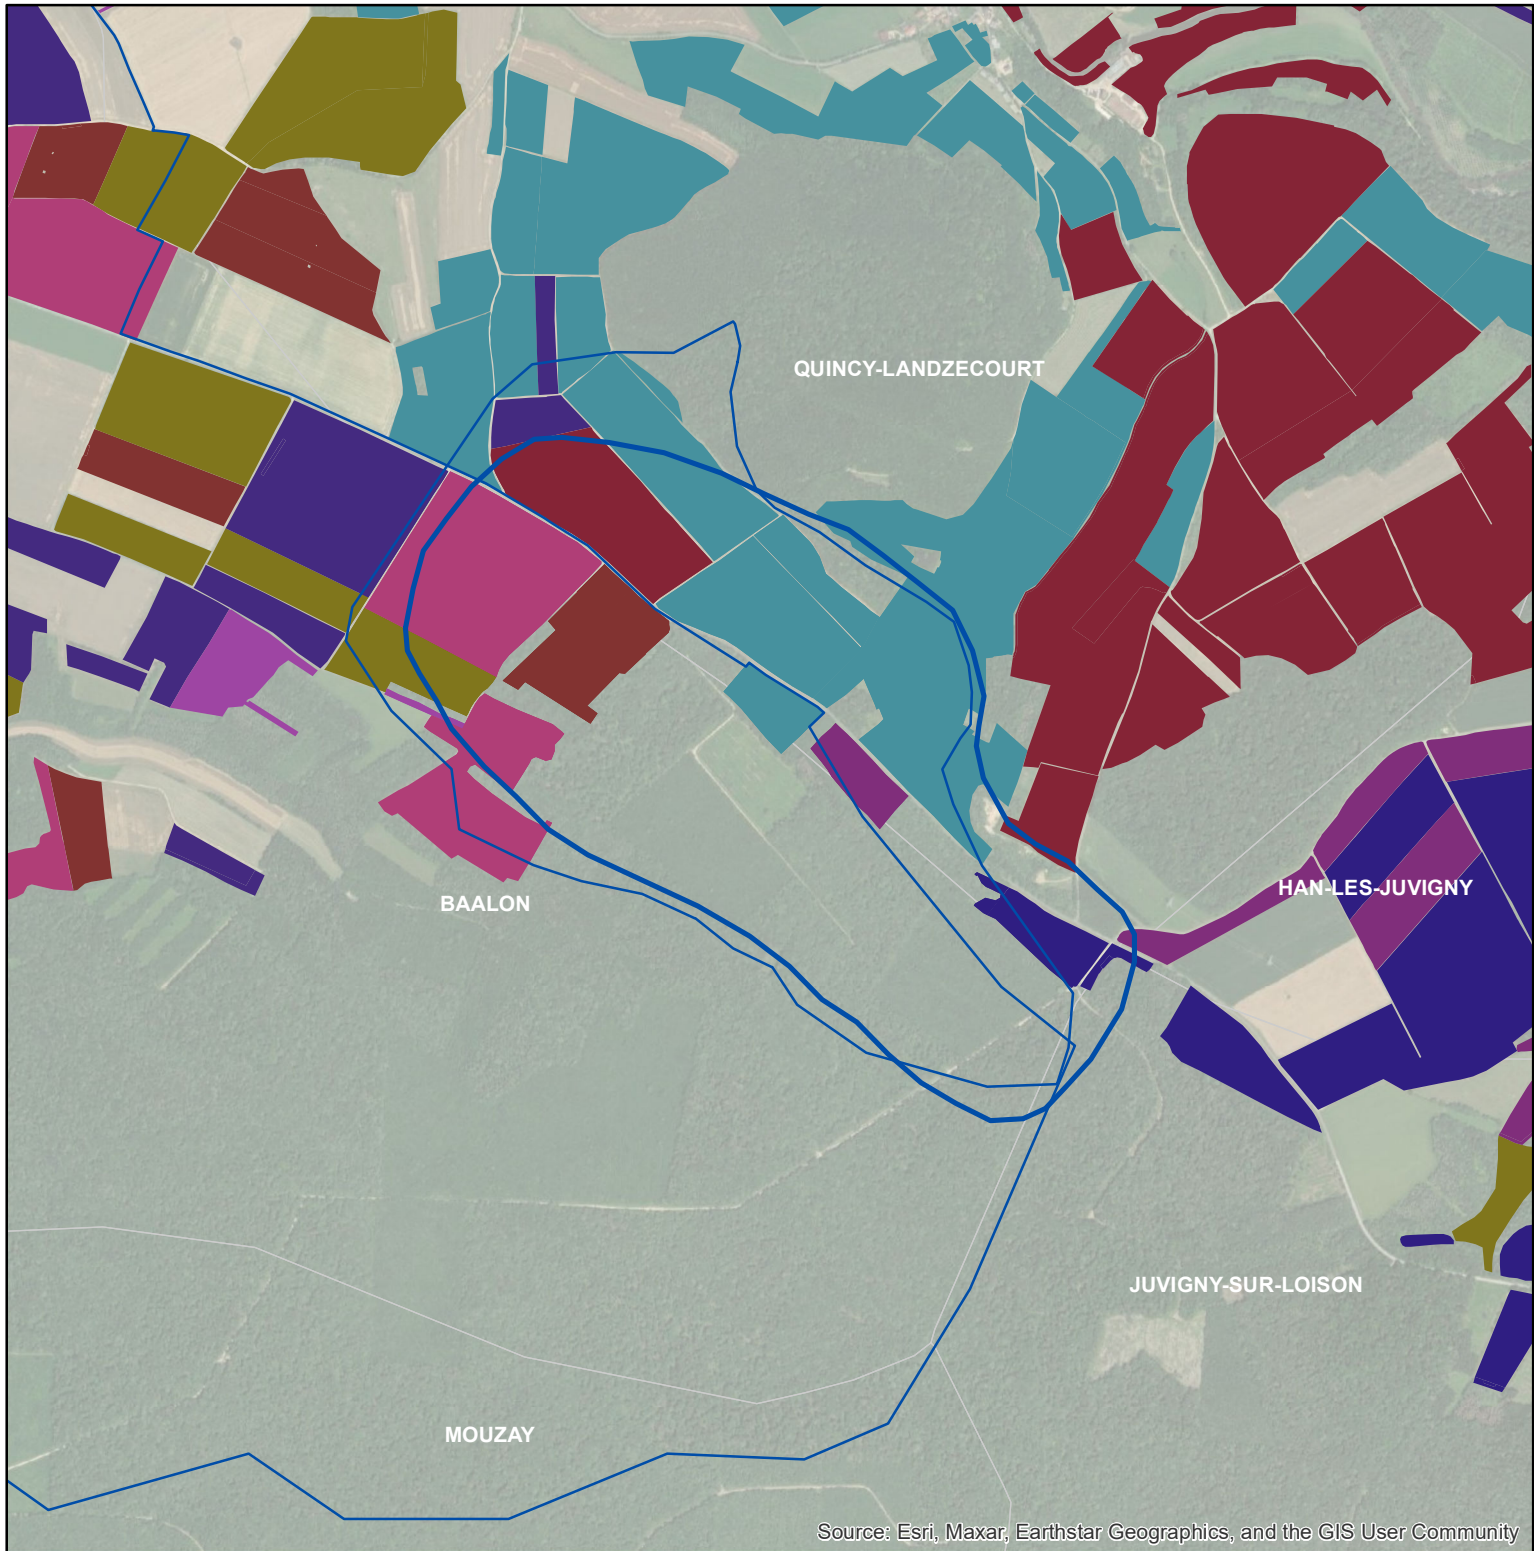 QUINCY-LANDZECOURT
HAN-LES-JUVIGNY
BAALON
JUVIGNY-SUR-LOISON
MOUZAY
Source: Esri, Maxar, Earthstar Geographics, and the GIS User Community